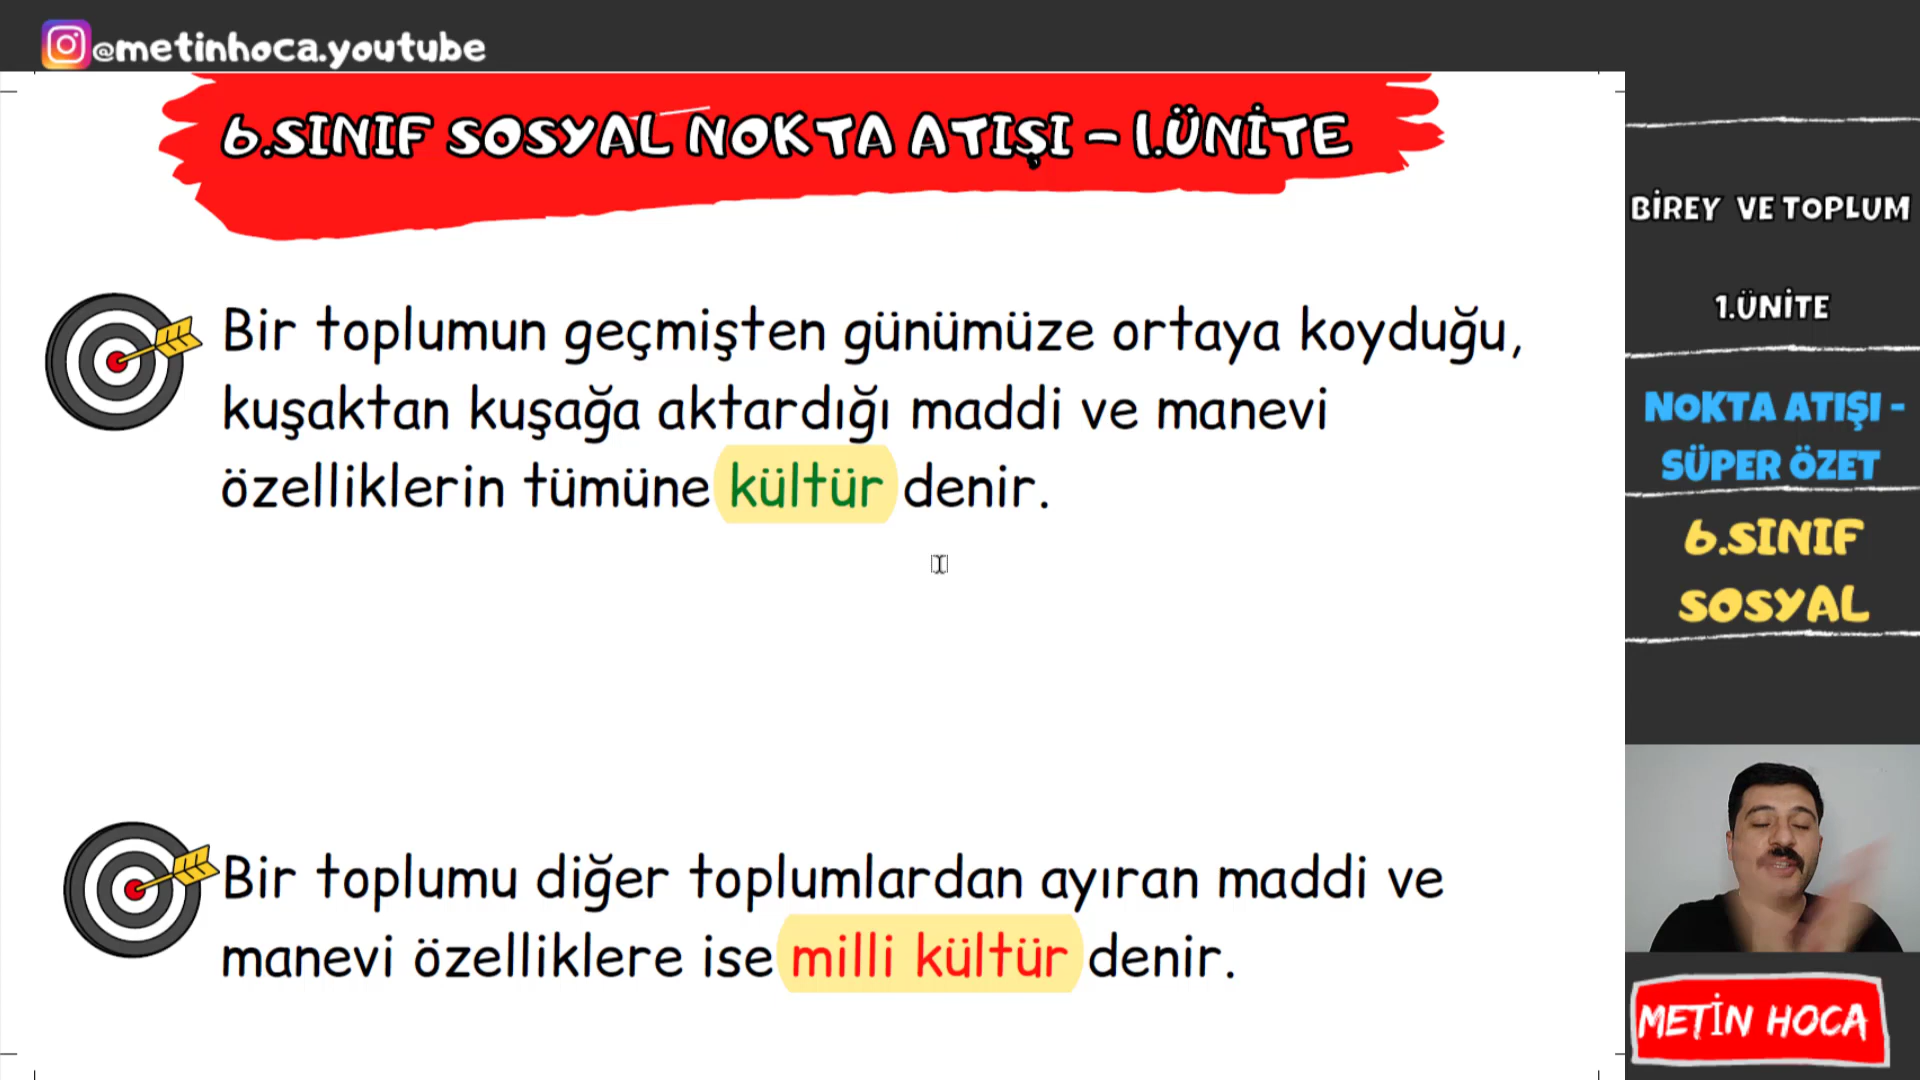 @metinhoca.youtube
6.SINIF SOSYAL NOKTA ATIŞI – 1.ÜNİTE
Bir toplumun geçmişten günümüze ortaya koyduğu,
kuşaktan kuşağa aktardığı maddi ve manevi
özelliklerin tümüne kültür denir.
Bir toplumu diğer toplumlardan ayıran maddi ve
manevi özelliklere ise milli kültür denir.
BİREY VE TOPLUM
1.ÜNİTE
NOKTA ATIŞI -
SÜPER ÖZET
6.SINIF
SOSYAL
METİN HOCA